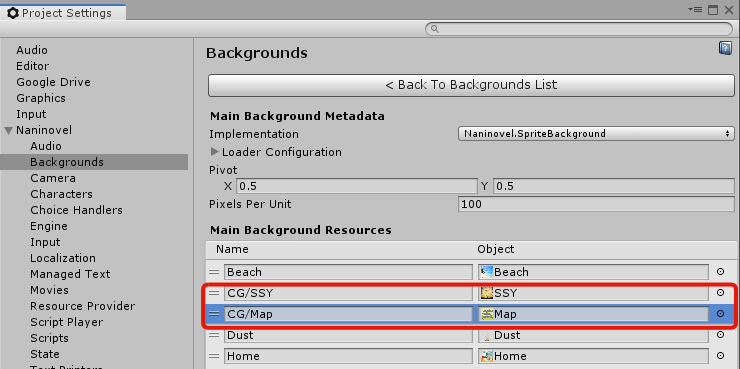 Project Settings
Audio
Editor
Google Drive
Graphics
Input
Naninovel
Audio
Backgrounds
Camera
Characters
Choice Handlers
Engine
Input
Localization
Managed Text
Movies
Resource Provider
Script Player
Scripts
State
Text Printers
Backgrounds
< Back To Backgrounds List
Main Background Metadata
Implementation Naninovel.SpriteBackground
Loader Configuration
Pivot
X 0.5 Y 0.5
Pixels Per Unit 100
Main Background Resources
Name Object
Beach Beach
CG/SSY SSY
CG/Map Map
Dust Dust
Home Home